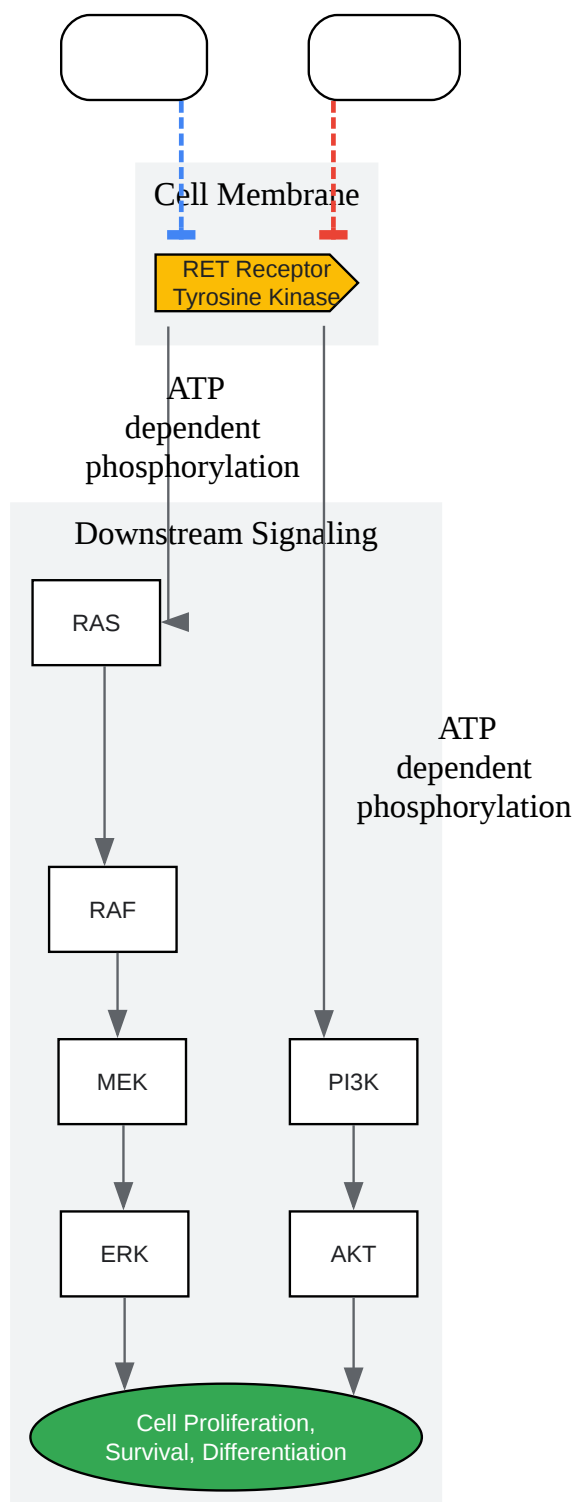 Cell Membrane
RET Receptor
Tyrosine Kinase
ATP
dependent
phosphorylation
Downstream Signaling
RAS
ATP
dependent
phosphorylation
RAF
MEK
PI3K
ERK
AKT
Cell Proliferation,
Survival, Differentiation